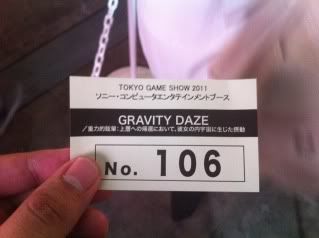 TOKYO GAME SHOW 2011
ソニー・コンピュータエンタテインメントブース
GRAVITY DAZE
／重力的眩暈：上層への帰還において、彼女の内宇宙に生じた摂動
No. 106